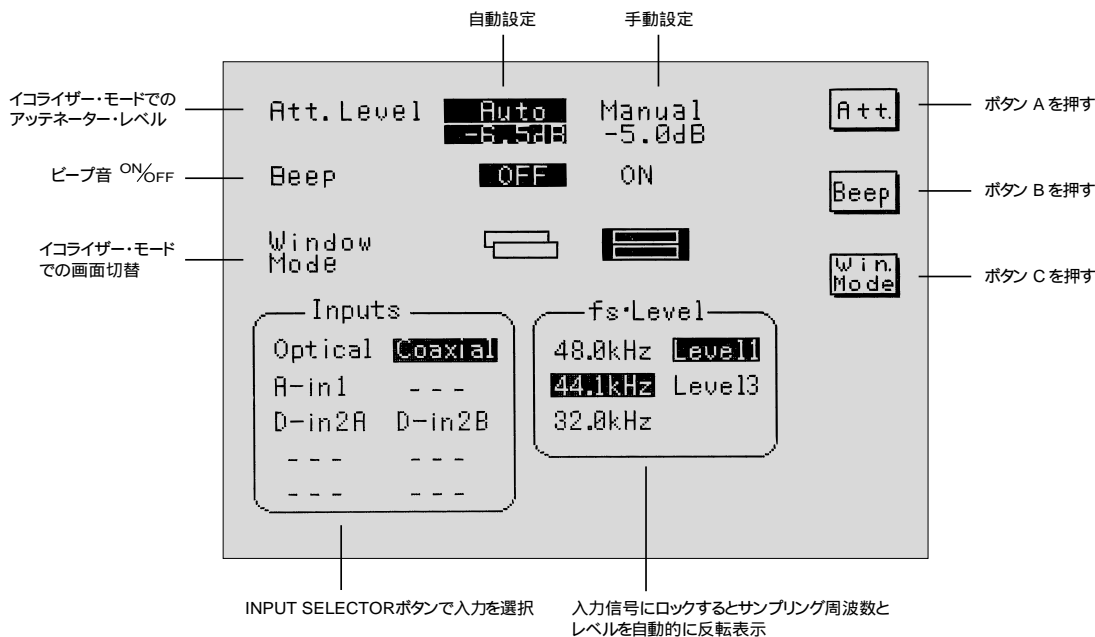 自動設定
手動設定
イコライザー・モードでの
アッテネーター・レベル
Att.Level Auto Manual
-6.5dB -5.0dB
Att.
ボタン A を押す
ビープ音 ON/OFF
Beep OFF ON
Beep
ボタン B を押す
イコライザー・モード
での画面切替
Window
Mode
Win.
Mode
ボタン C を押す
Inputs
Optical Coaxial
A-in1 ---
D-in2A D-in2B
--- ---
--- ---
fs・Level
48.0kHz Level1
44.1kHz Level3
32.0kHz
INPUT SELECTORボタンで入力を選択
入力信号にロックするとサンプリング周波数と
レベルを自動的に反転表示